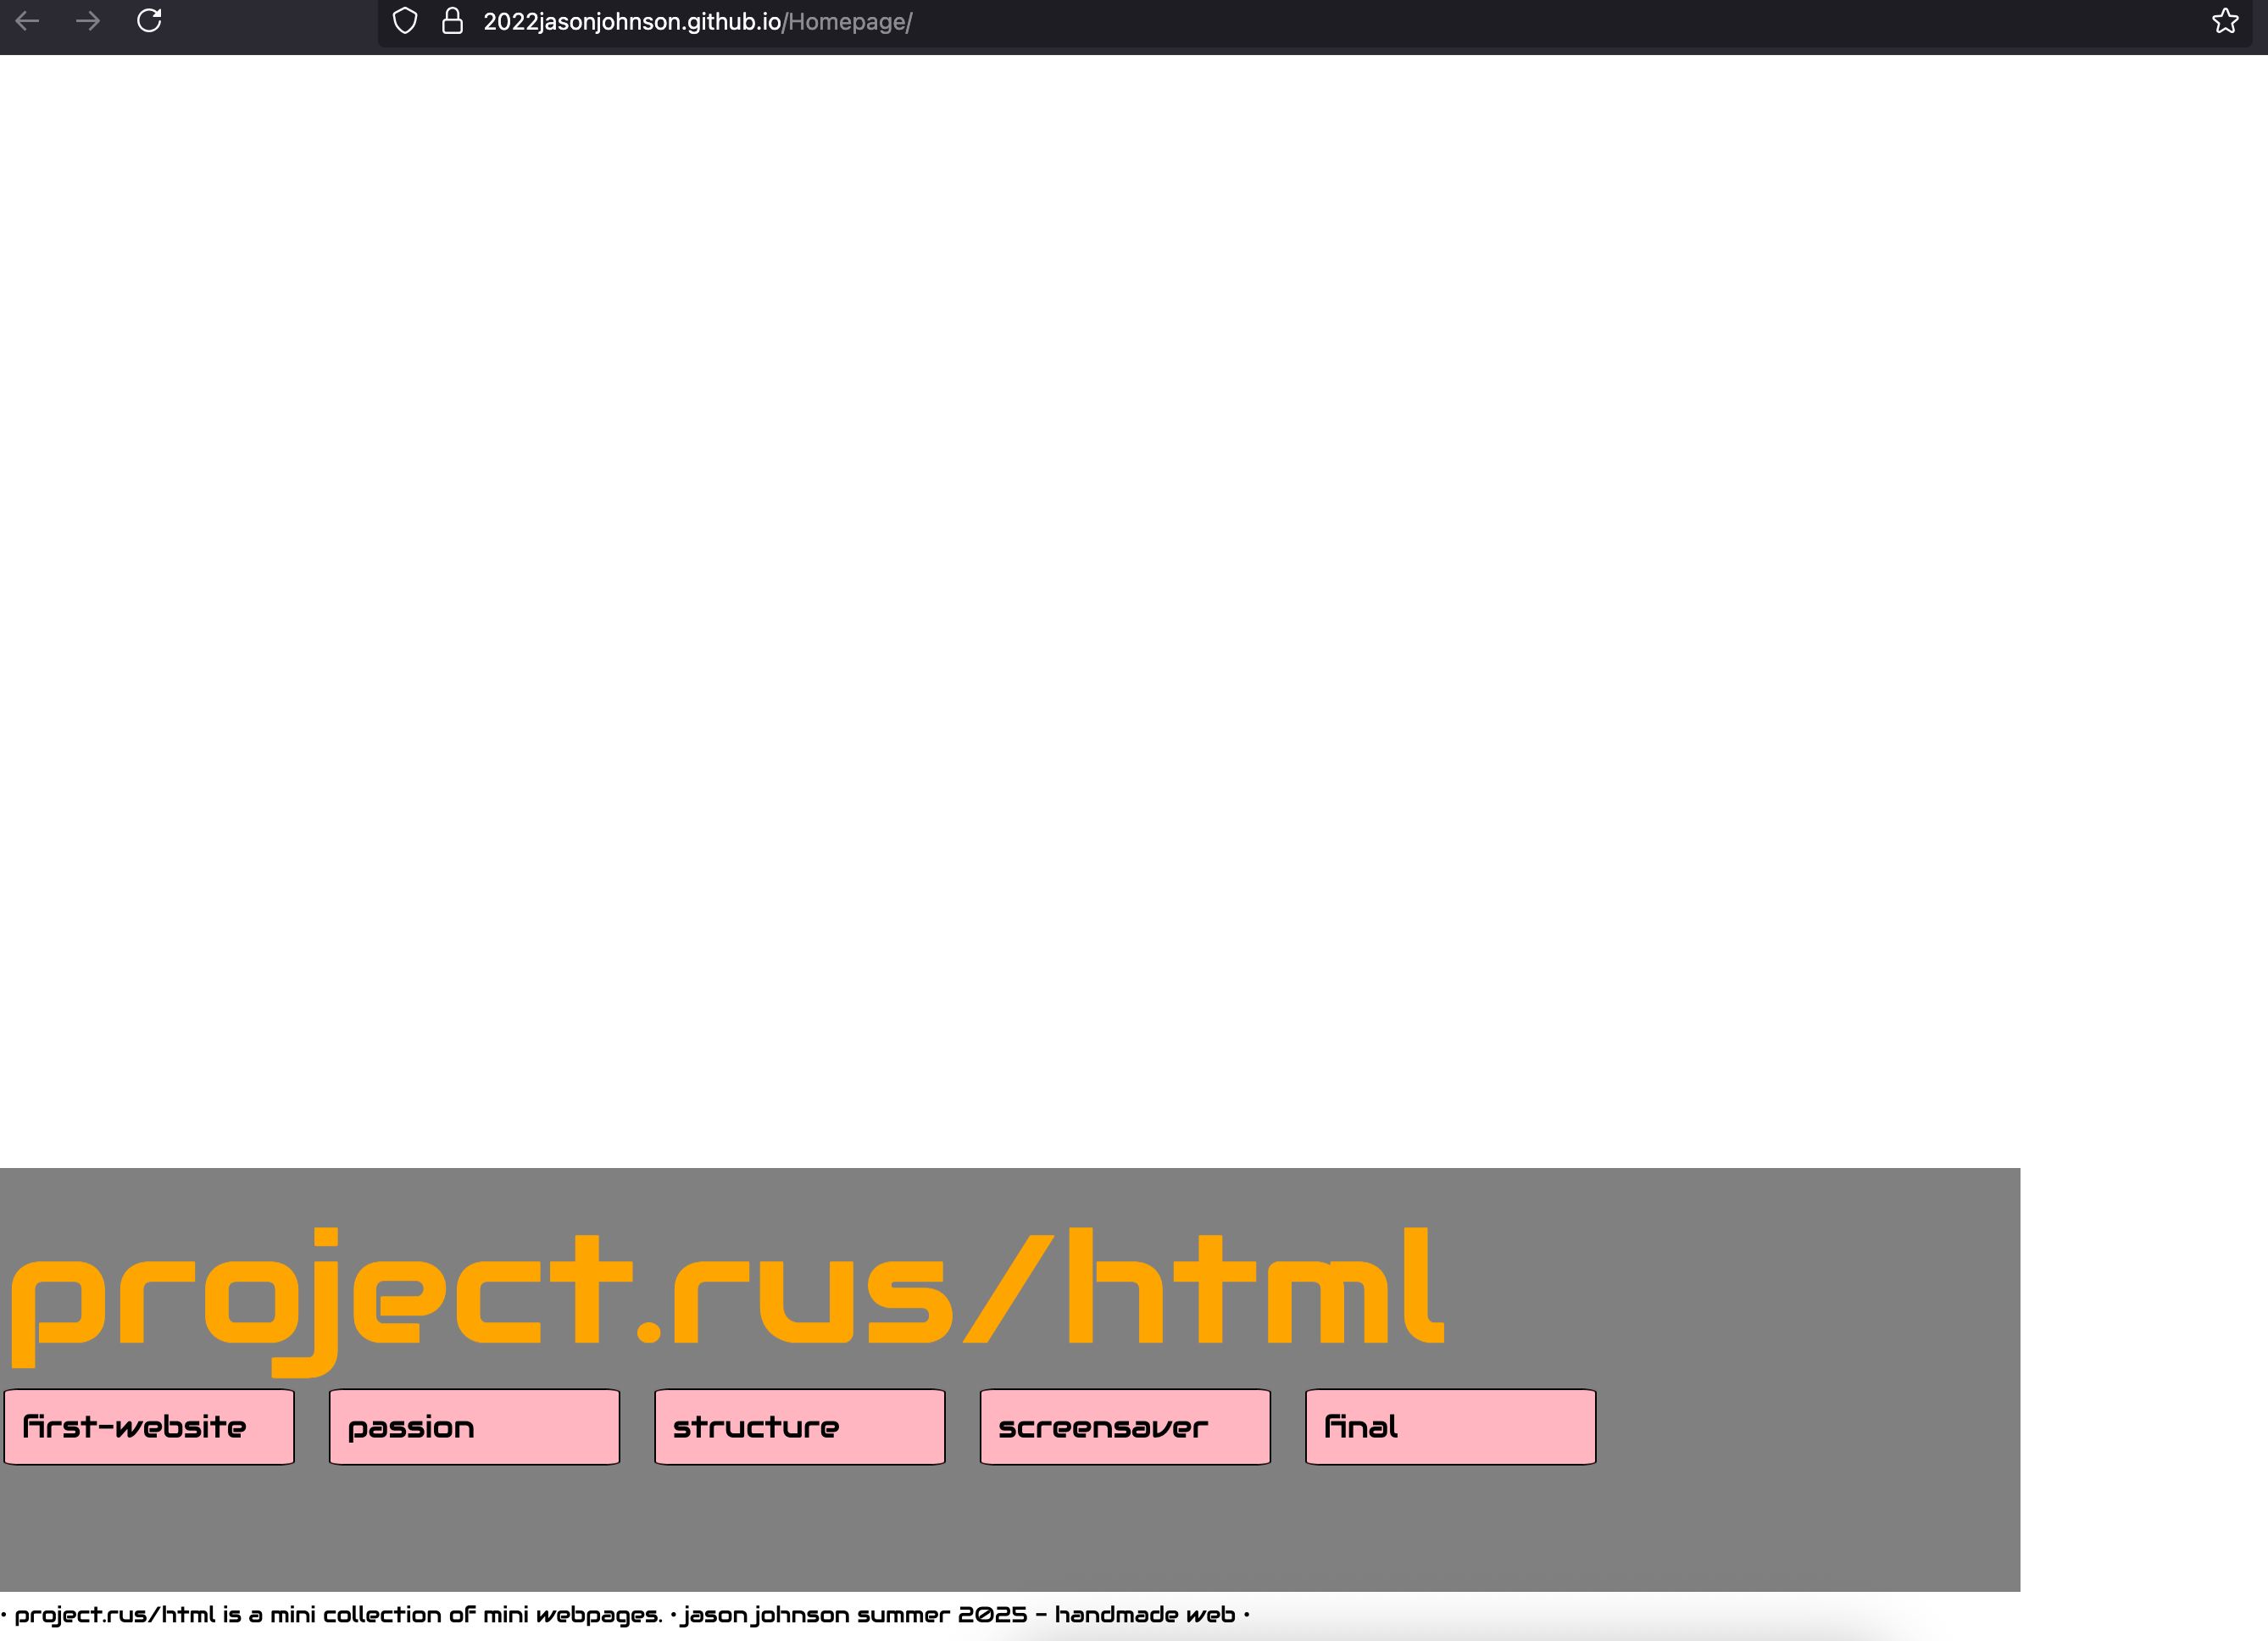 2022jasonjohnson.github.io/Homepage/
project.rus/html
first-website
passion
structure
screensaver
final
• project.rus/html is a mini collection of mini webpages. • jason johnson summer 2025 - handmade web •